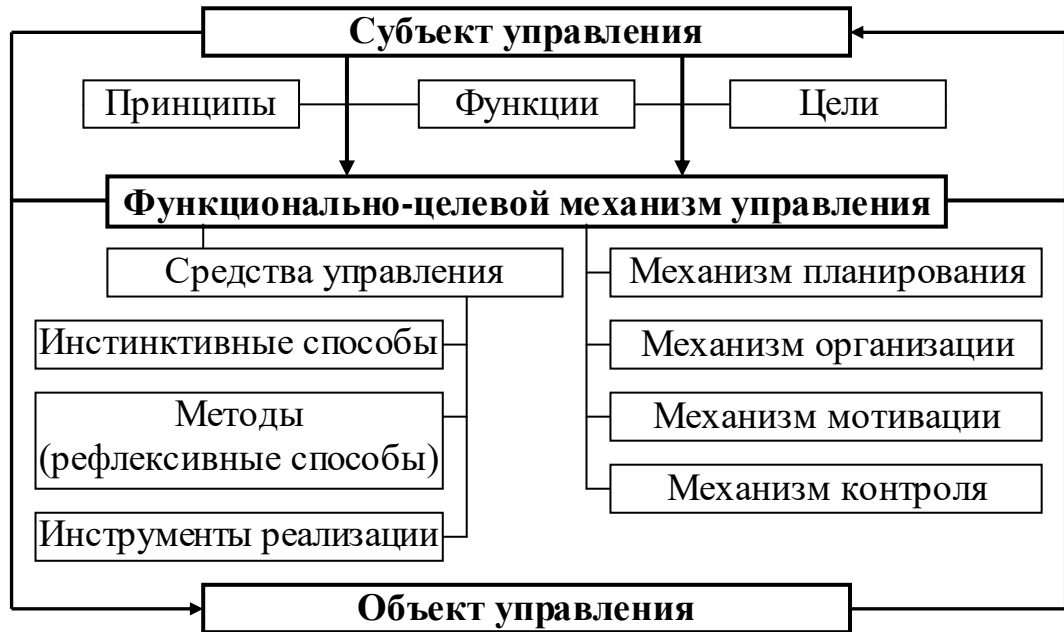 Субъект управления
Принципы
Функции
Цели
Функционально-целевой механизм управления
Средства управления
Механизм планирования
Инстинктивные способы
Механизм организации
Методы
(рефлексивные способы)
Механизм мотивации
Механизм контроля
Инструменты реализации
Объект управления